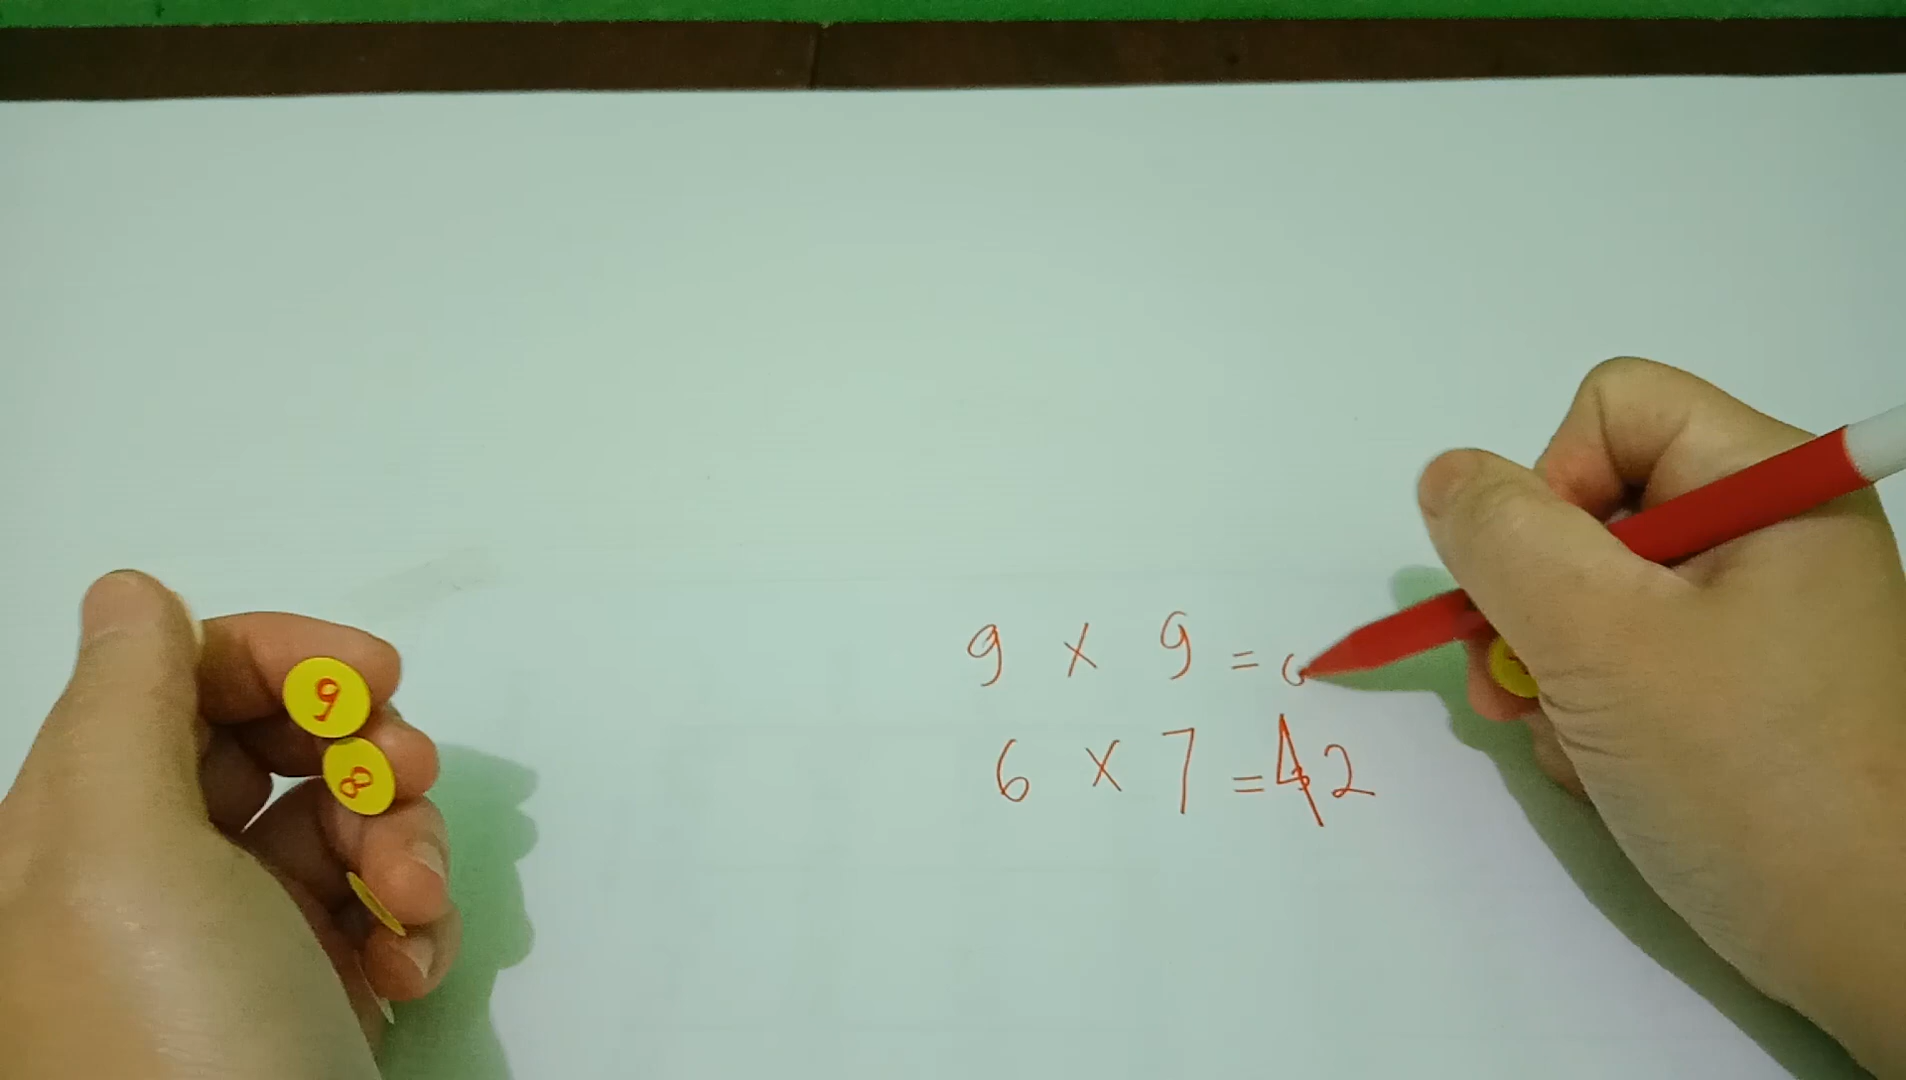 9 x 9 =
6 x 7 = 42
9
8